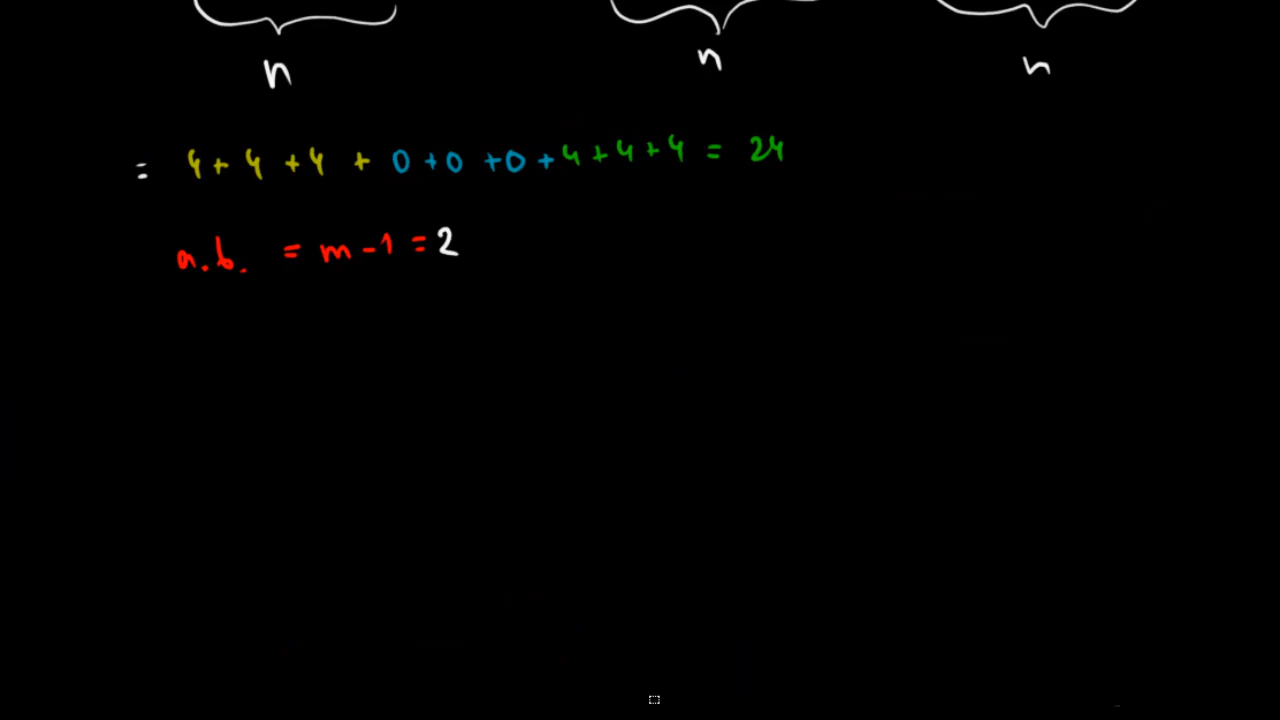 n n n
= 4 + 4 + 4 + 0 + 0 + 0 + 4 + 4 + 4 = 24
a.b. = m - 1 = 2